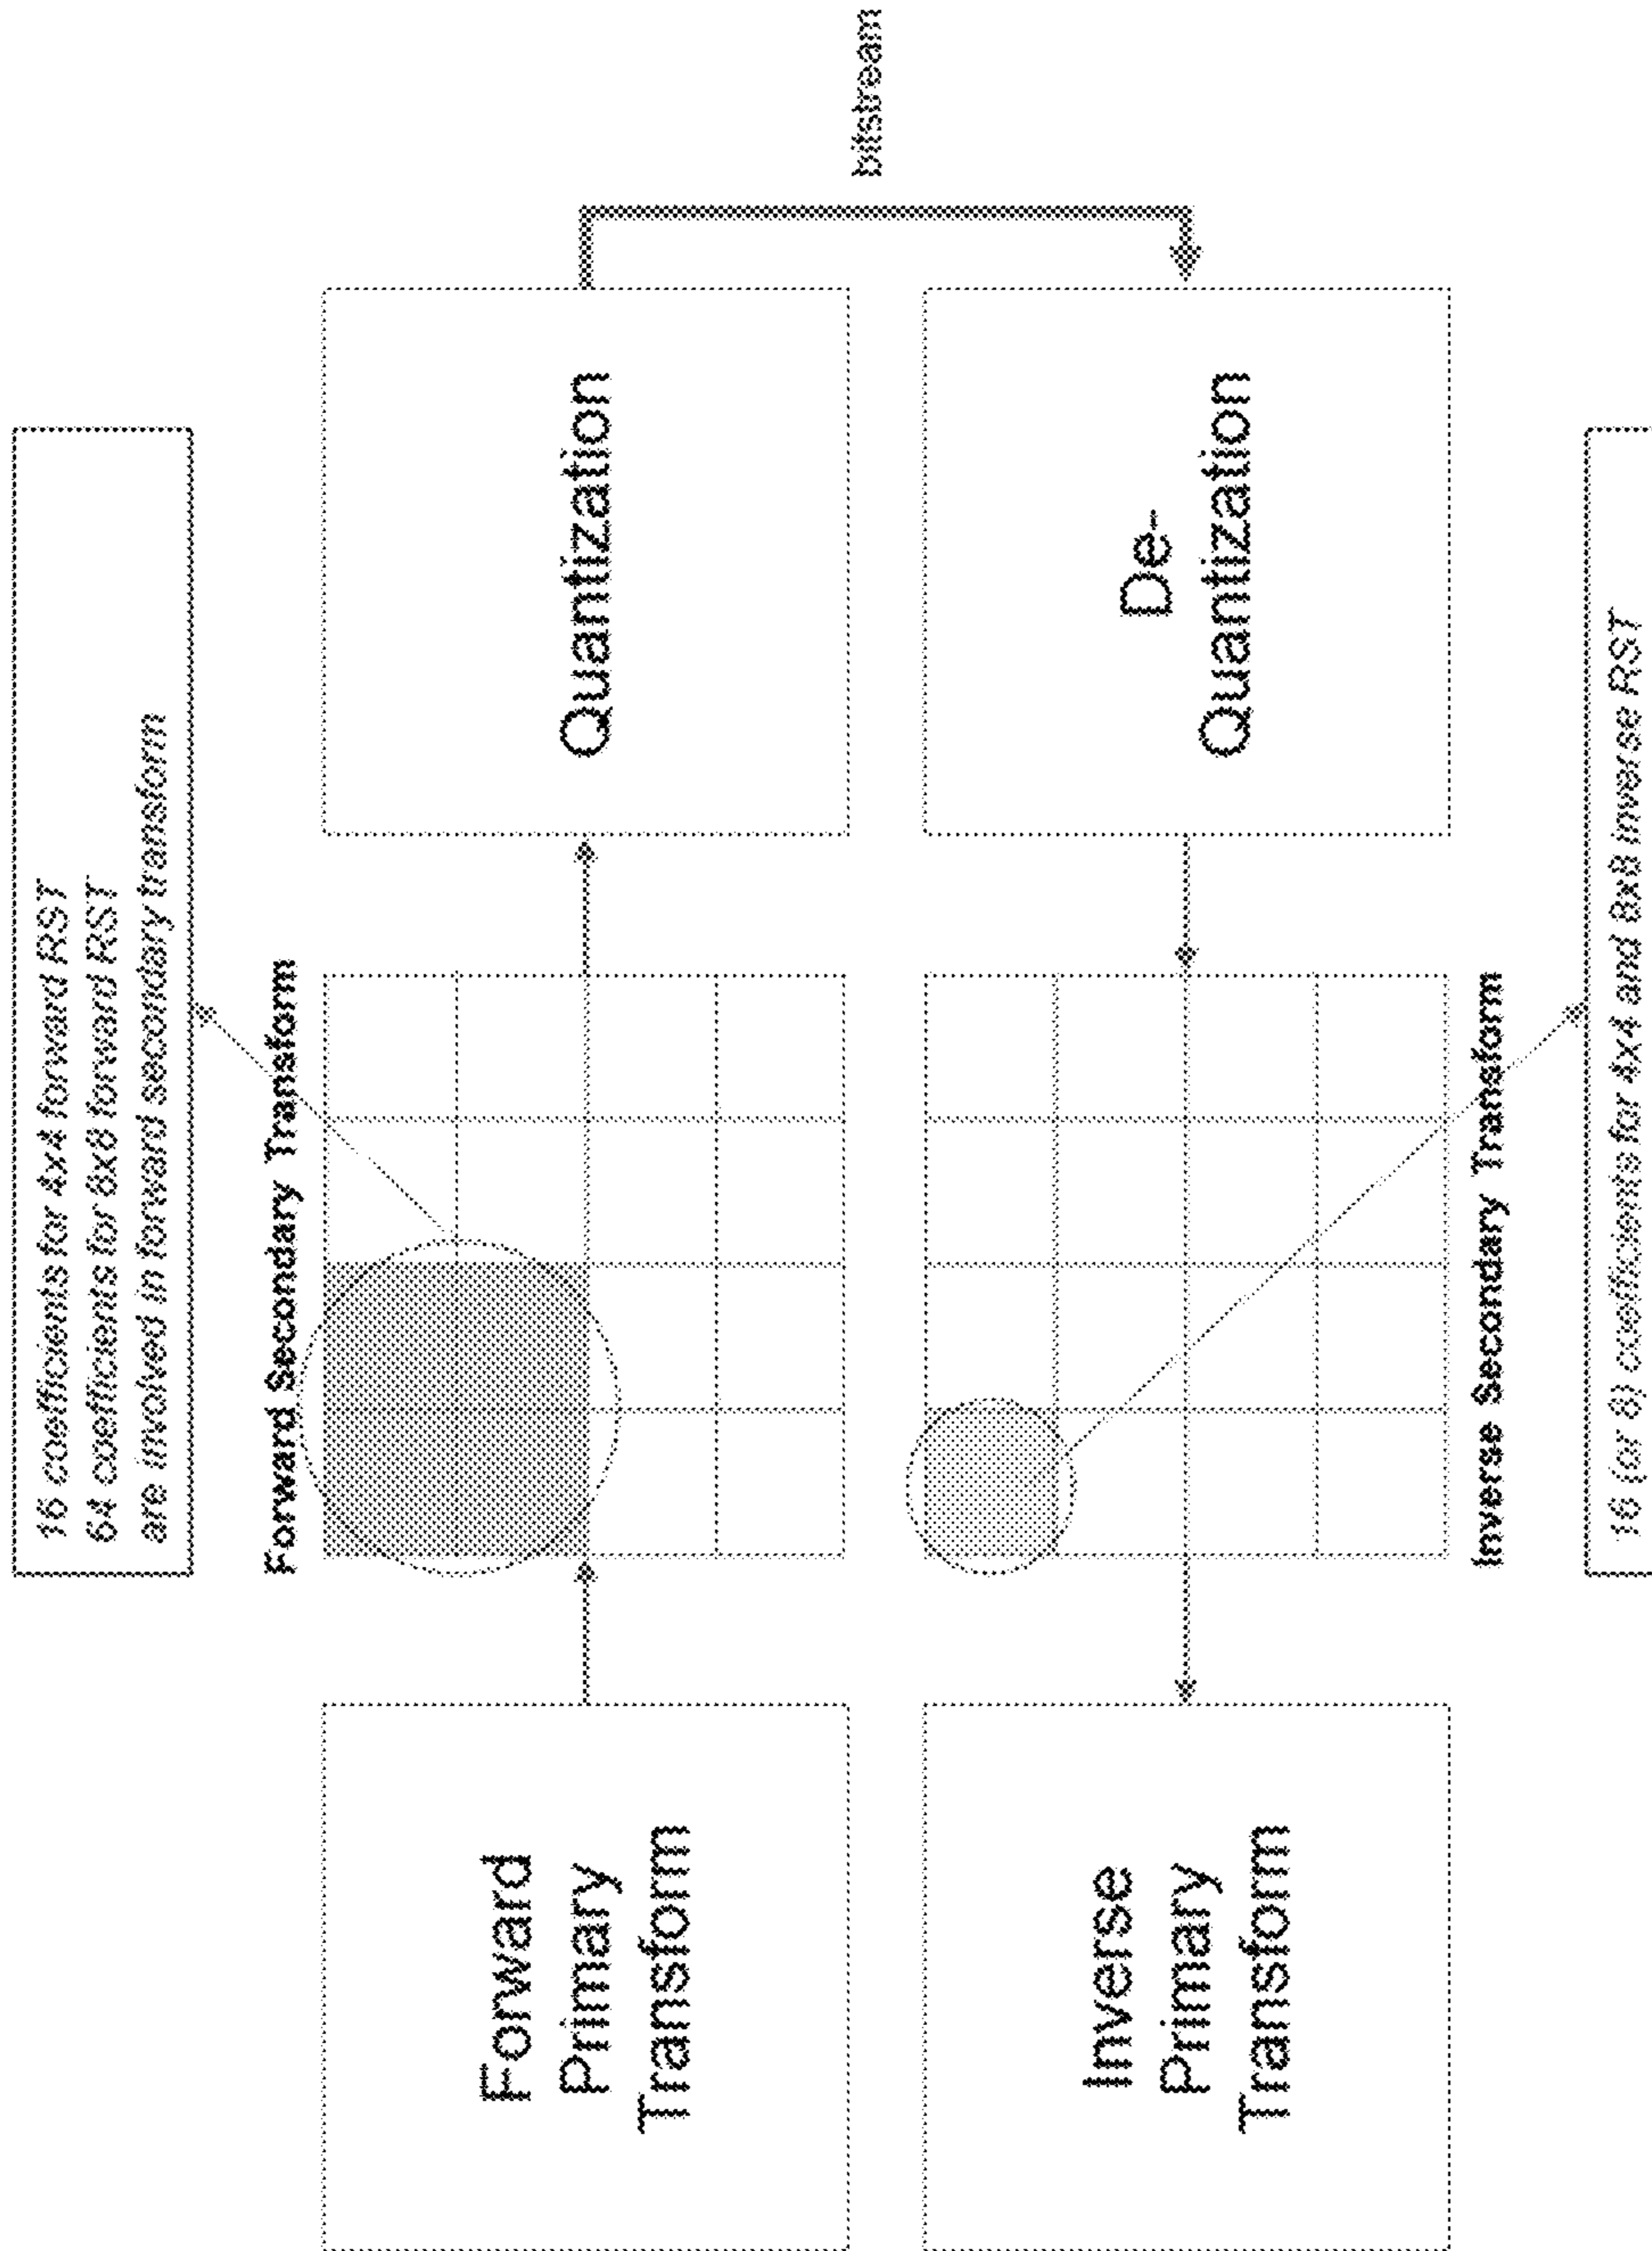 16 coefficients for 4x4 forward RST
64 coefficients for 8x8 forward RST
are involved in forward secondary transform
Forward Secondary Transform
Forward
Primary
Transform
Quantization
bitstream
Inverse
Primary
Transform
De-
Quantization
Inverse Secondary Transform
16 (or 8) coefficients for 4x4 and 8x8 inverse RST